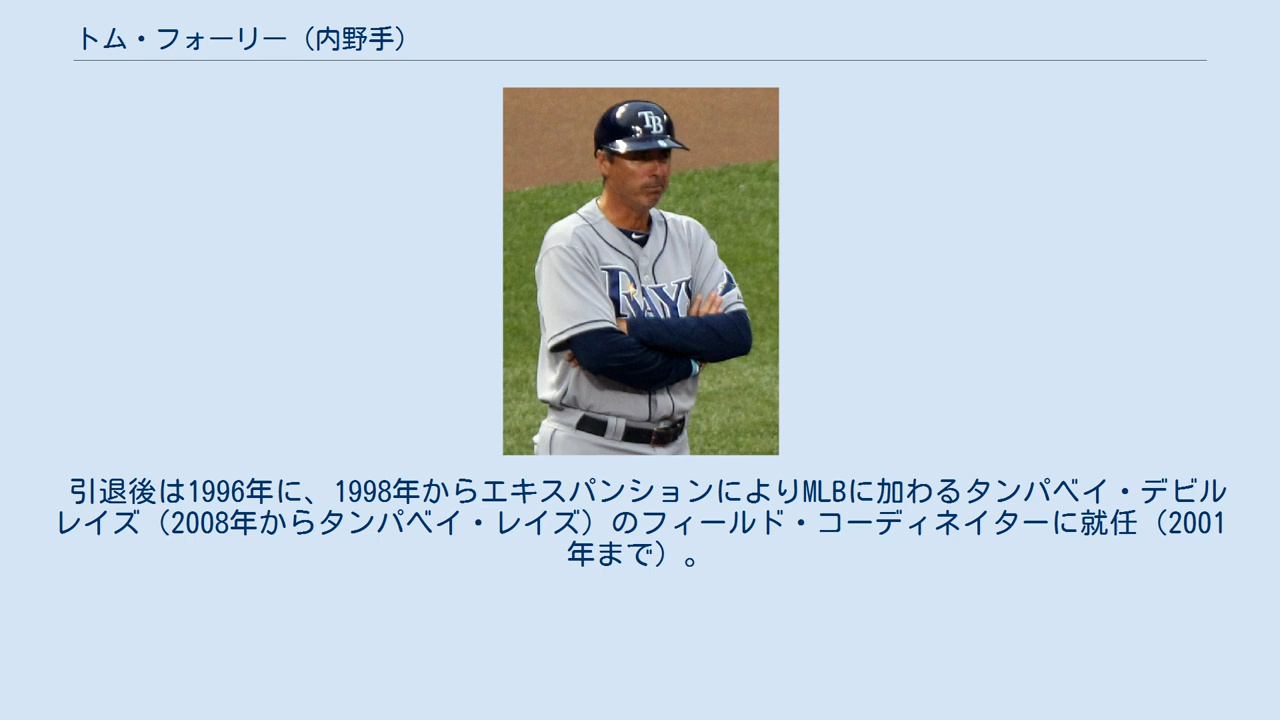 トム・フォーリー（内野手）
TB
RAYS
引退後は1996年に、1998年からエキスパンションによりMLBに加わるタンパベイ・デビル
レイズ（2008年からタンパベイ・レイズ）のフィールド・コーディネイターに就任（2001
年まで）。